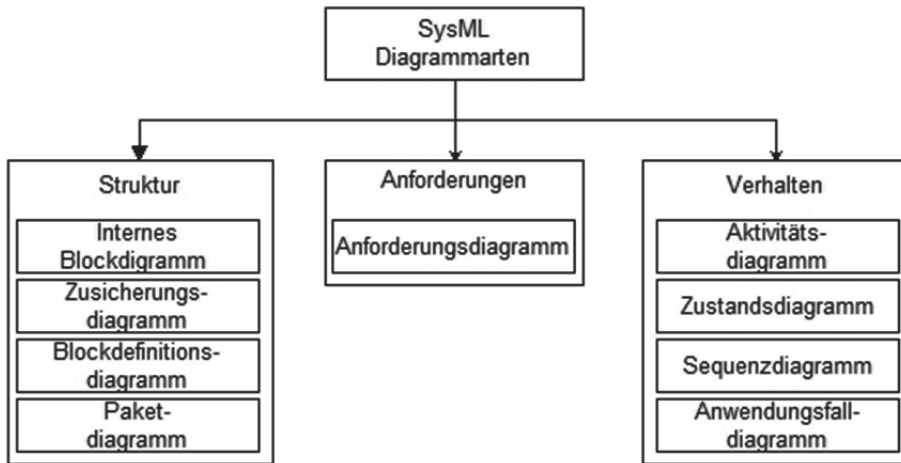 SysML
Diagrammarten
Struktur
Internes
Blockdigramm
Zusicherungs-
diagramm
Blockdefinitions-
diagramm
Paket-
diagramm
Anforderungen
Anforderungsdiagramm
Verhalten
Aktivitäts-
diagramm
Zustandsdiagramm
Sequenzdiagramm
Anwendungsfall-
diagramm